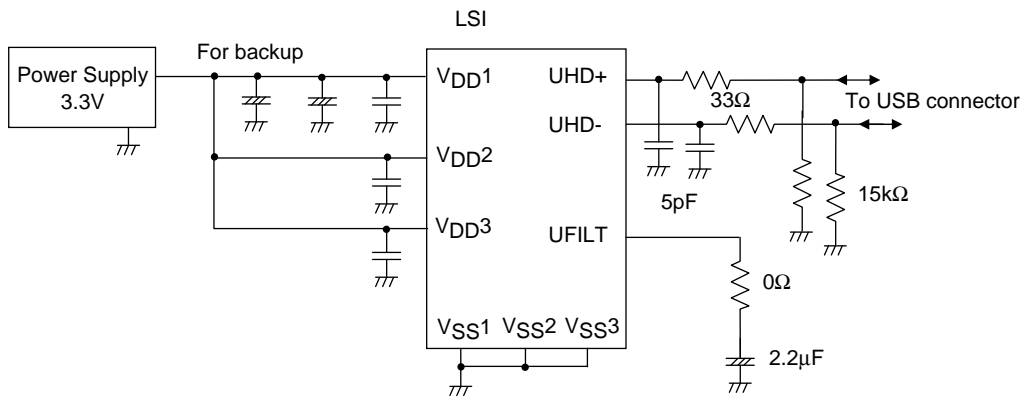 LSI
For backup
Power Supply
3.3V
VDD1
VDD2
VDD3
UHD+
UHD-
UFILT
VSS1 VSS2 VSS3
33Ω
To USB connector
5pF
15kΩ
0Ω
2.2μF